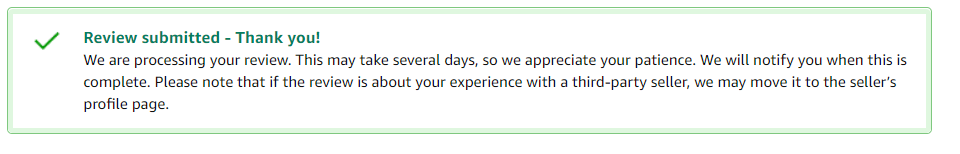 Review submitted - Thank you!
We are processing your review. This may take several days, so we appreciate your patience. We will notify you when this is
complete. Please note that if the review is about your experience with a third-party seller, we may move it to the seller's
profile page.